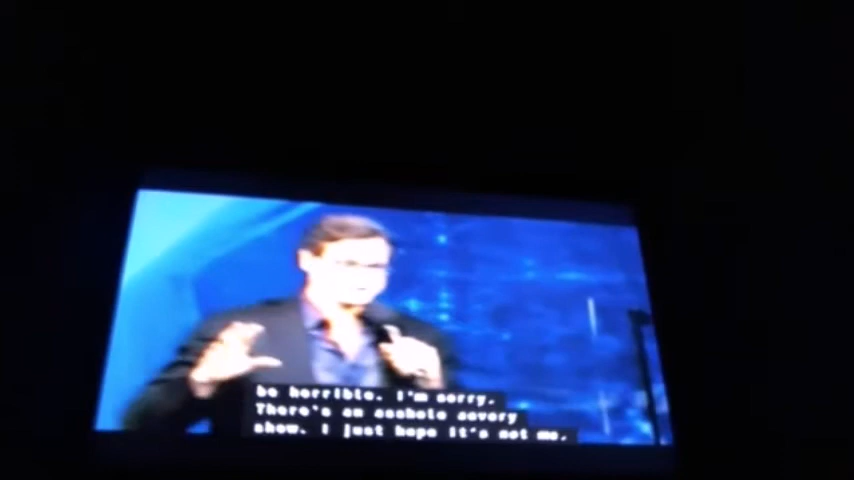 be horrible. I'm sorry.
There's an asshole every
show. I just hope it's not me.